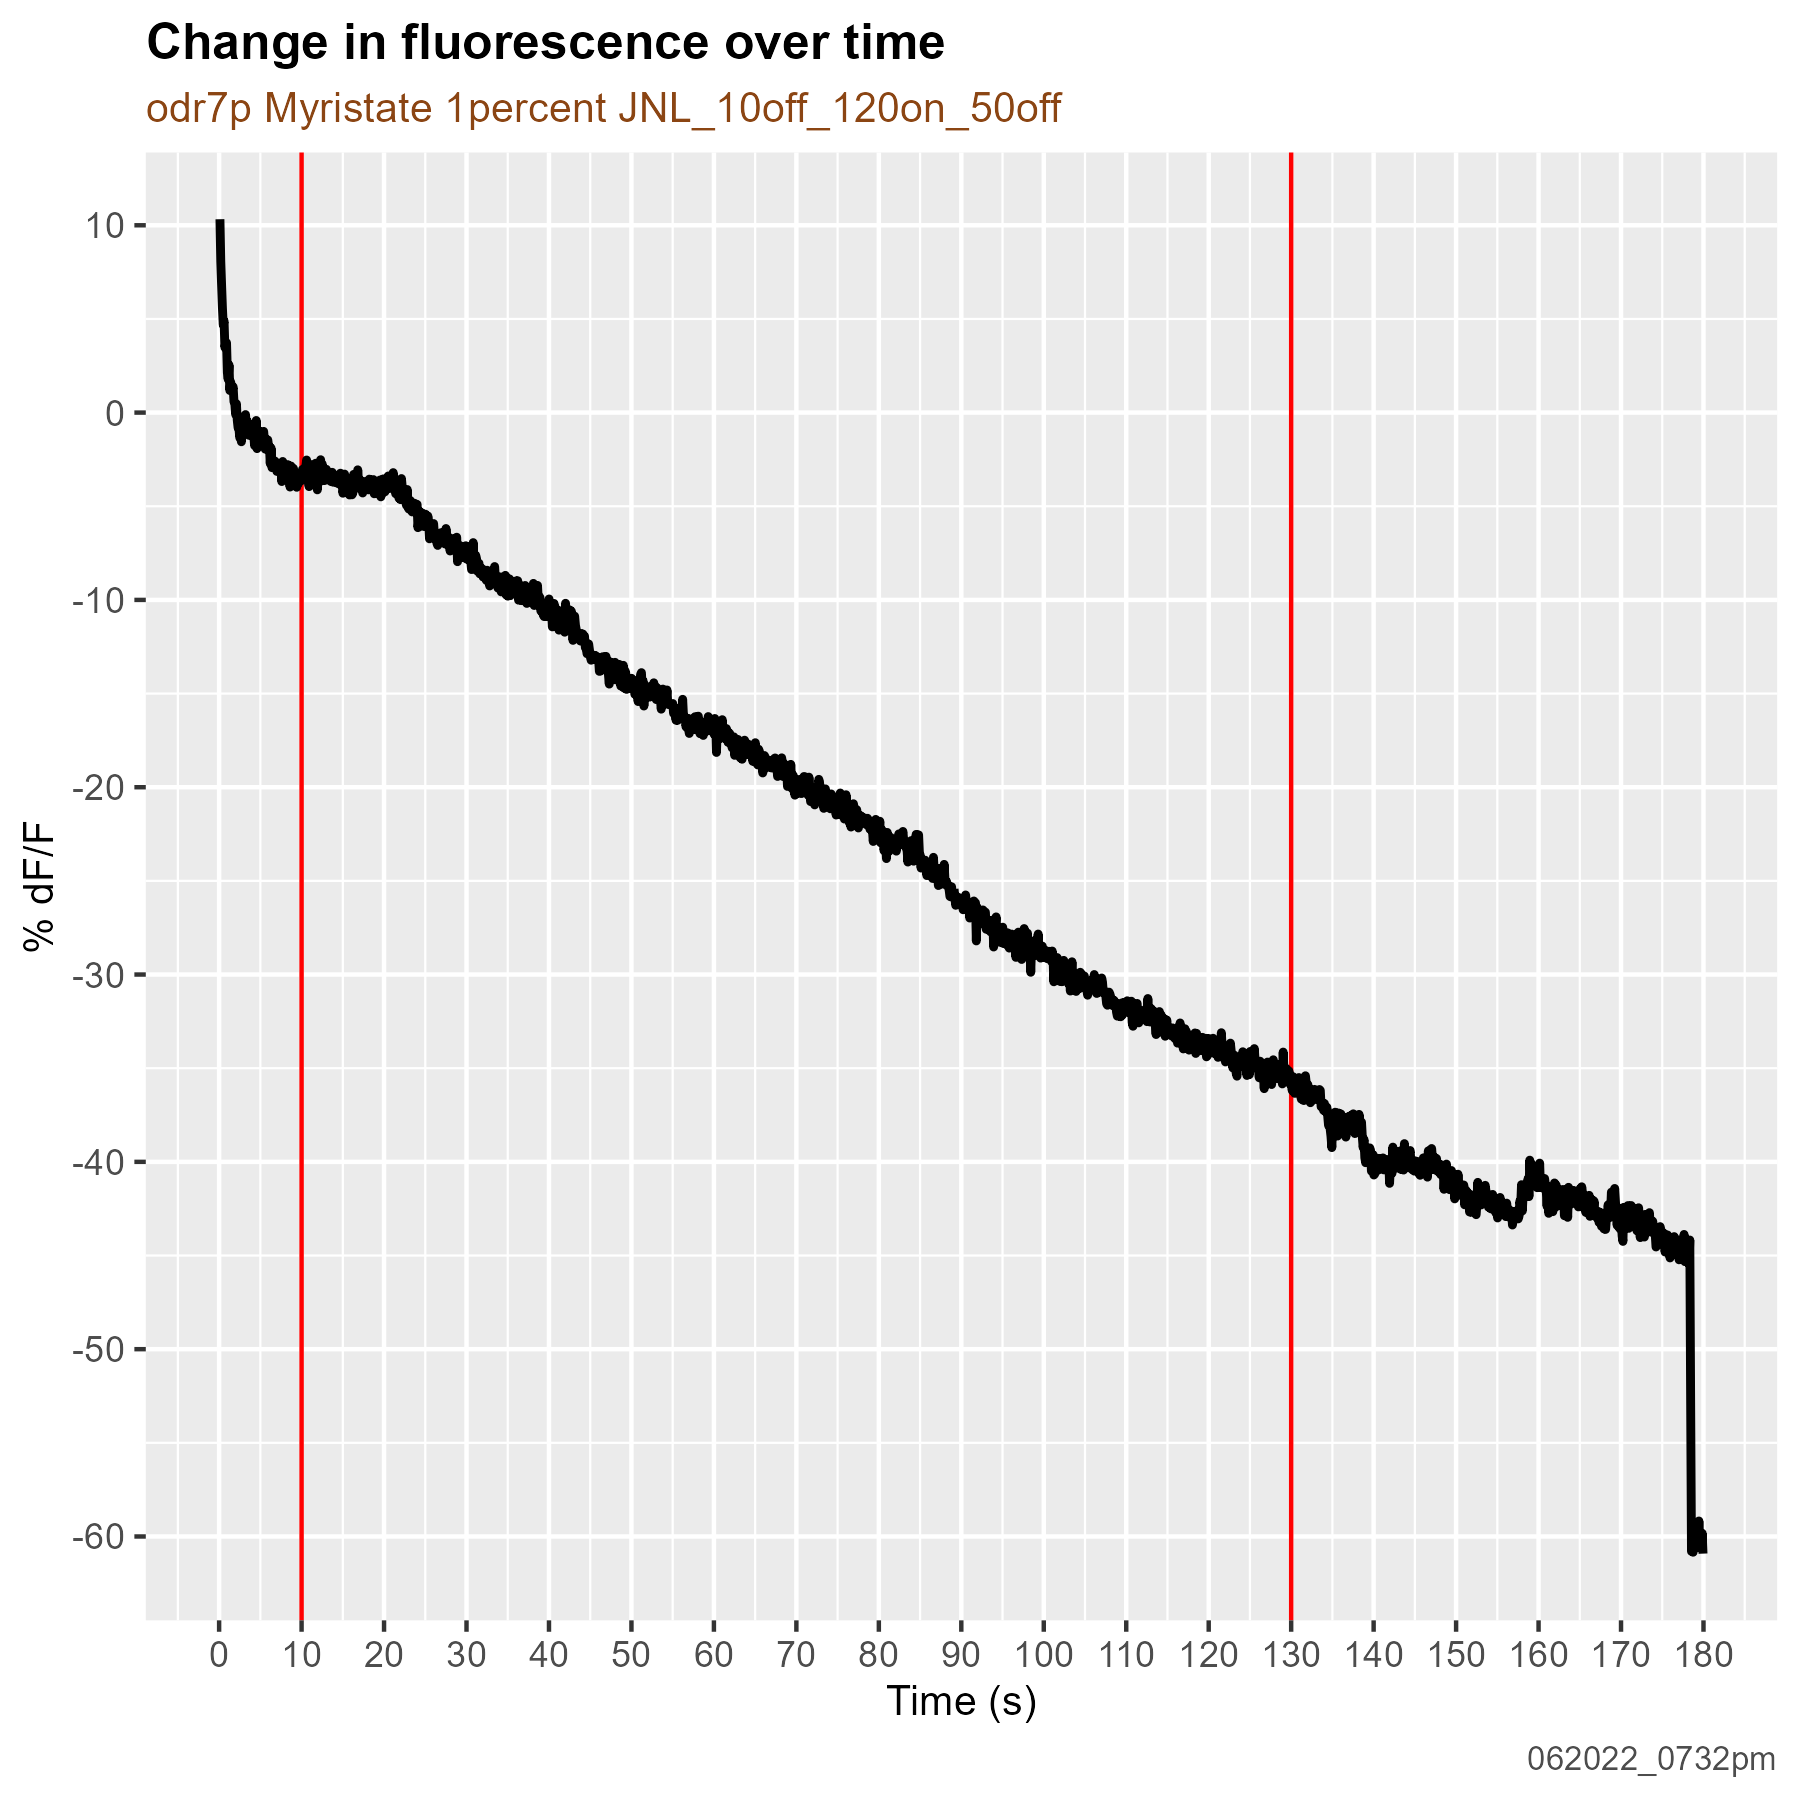 Change in fluorescence over time
odr7p Myristate 1percent JNL_10off_120on_50off
10
0
-10
-20
-30
-40
-50
-60
% dF/F
0 10 20 30 40 50 60 70 80 90 100 110 120 130 140 150 160 170 180
Time (s)
062022_0732pm